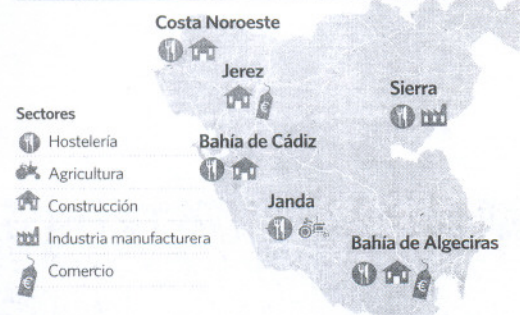 Costa Noroeste
Jerez
Sierra
Sectores
Hostelería
Agricultura
Construcción
Industria manufacturera
Comercio
Bahía de Cádiz
Janda
Bahía de Algeciras